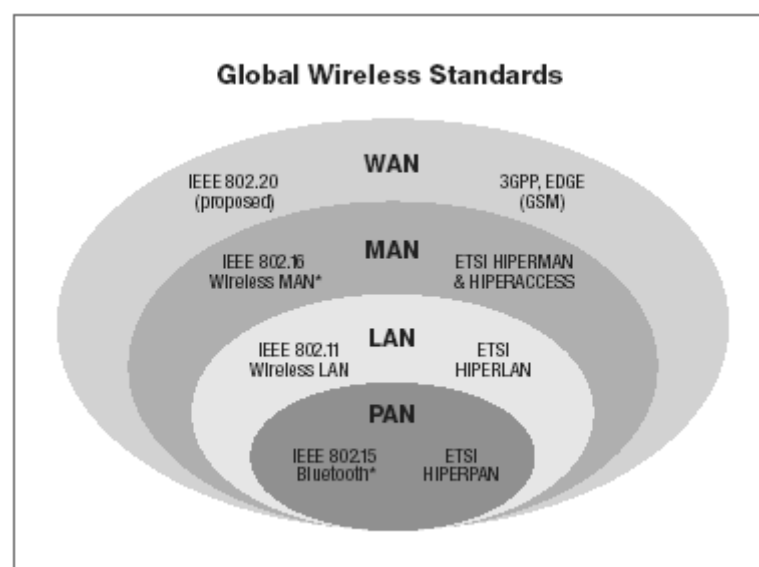 Global Wireless Standards
WAN
IEEE 802.20
(proposed)
3GPP, EDGE
(GSM)
MAN
IEEE 802.16
Wireless MAN*
ETSI HIPERMAN
& HIPERACCESS
LAN
IEEE 802.11
Wireless LAN
ETSI
HIPERLAN
PAN
IEEE 802.15
Bluetooth*
ETSI
HIPERPAN